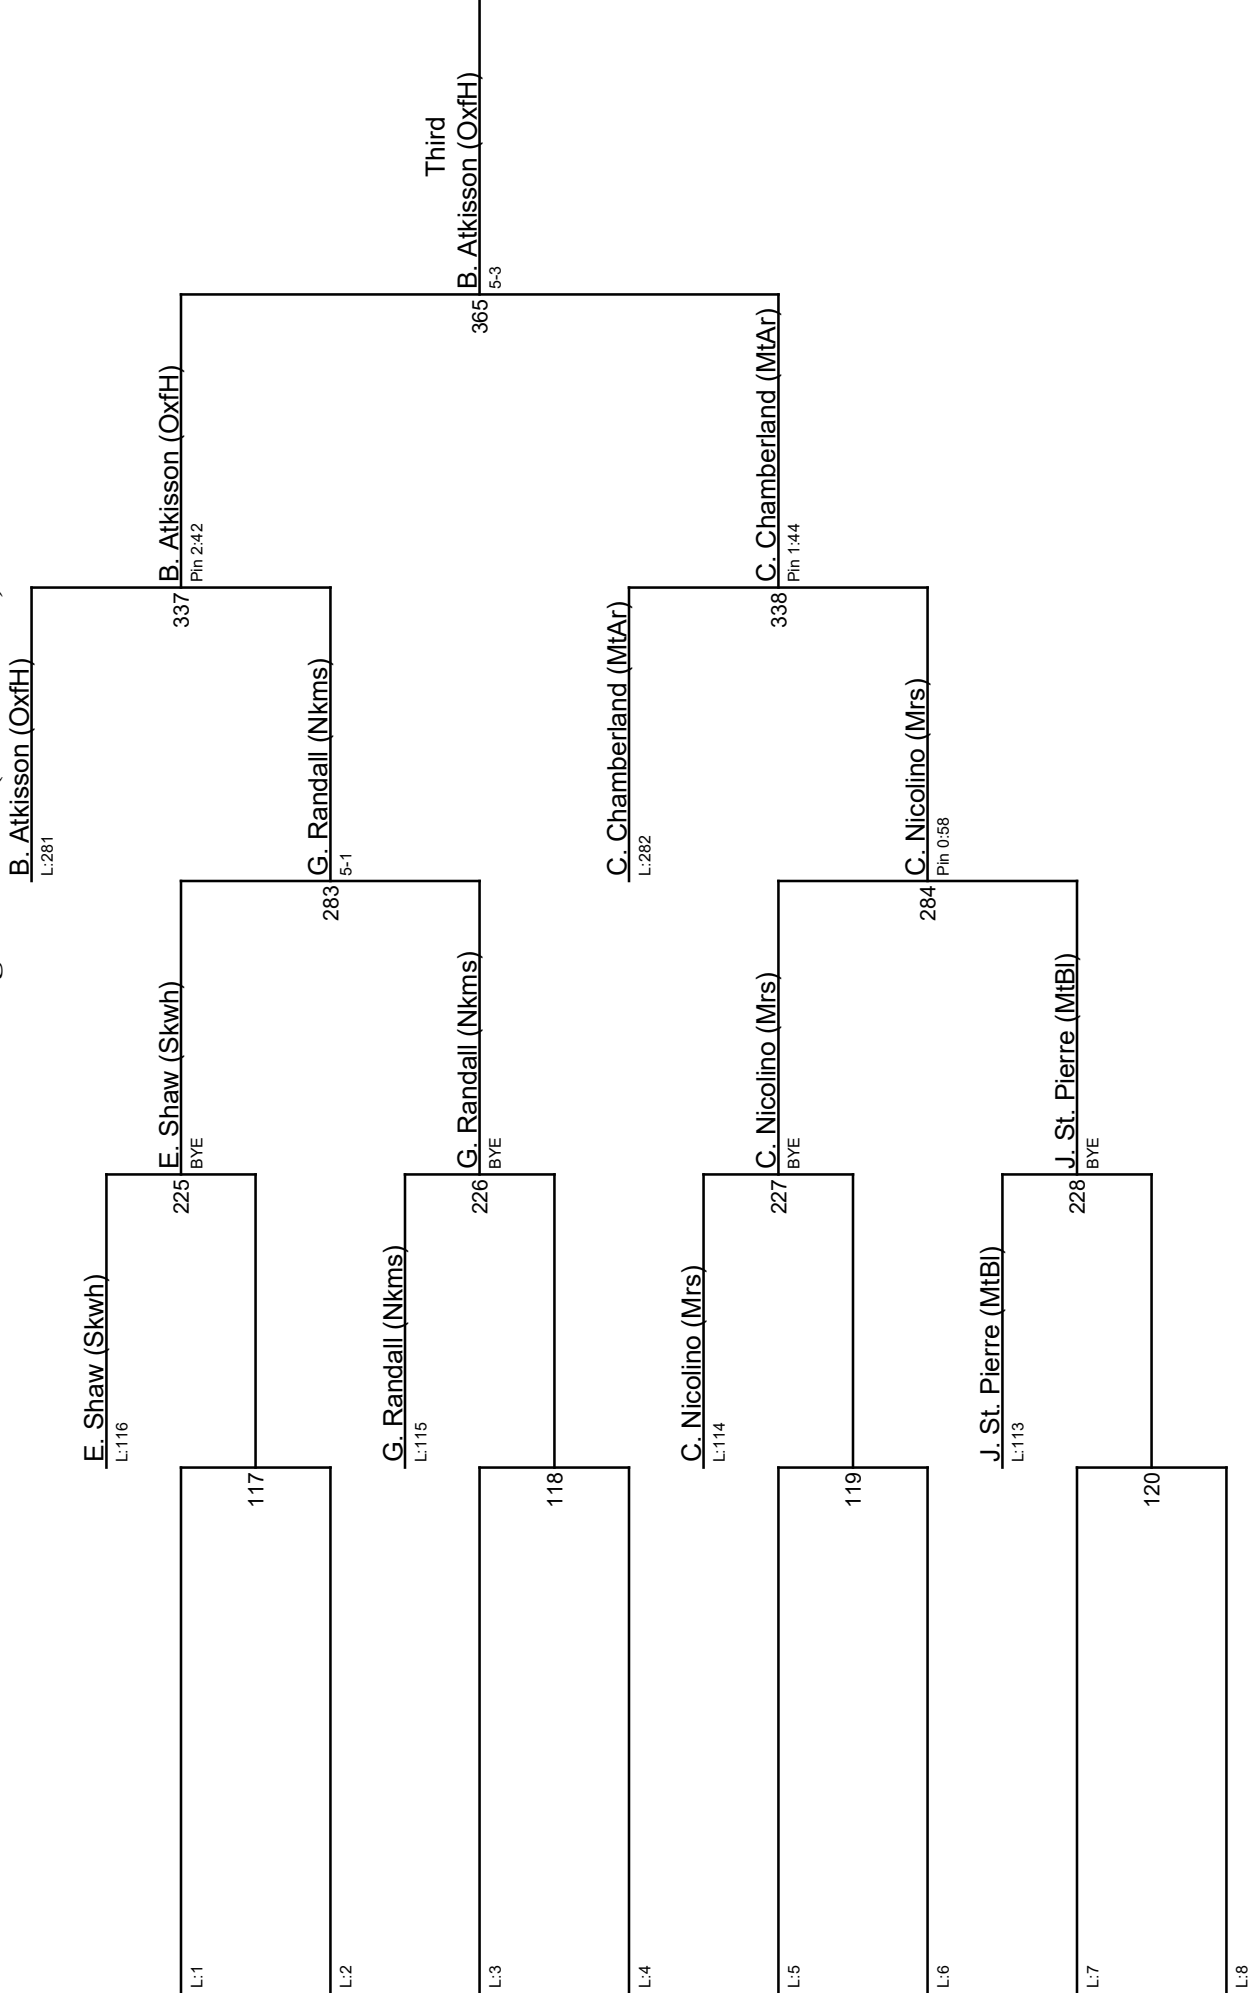 L:1
L:2
L:3
L:4
L:5
L:6
L:7
L:8
117
118
119
120
E. Shaw (Skwh)
L:116
G. Randall (Nkms)
L:115
C. Nicolino (Mrs)
L:114
J. St. Pierre (MtBl)
L:113
225
226
227
228
E. Shaw (Skwh)
BYE
G. Randall (Nkms)
BYE
C. Nicolino (Mrs)
BYE
J. St. Pierre (MtBl)
BYE
283
284
B. Atkisson (OxfH)
L:281
G. Randall (Nkms)
5-1
C. Chamberland (MtAr)
L:282
C. Nicolino (Mrs)
Pin 0:58
337
338
B. Atkisson (OxfH)
Pin 2:42
C. Chamberland (MtAr)
Pin 1:44
365
Third
B. Atkisson (OxfH)
5-3